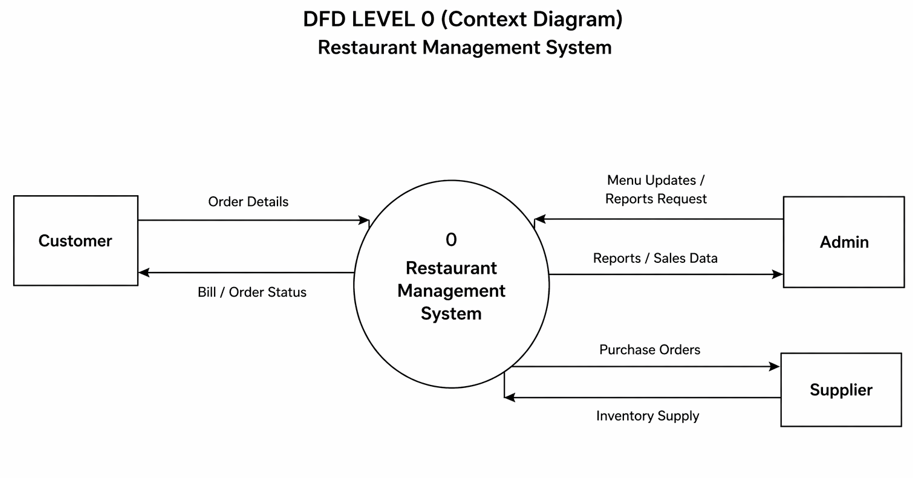 DFD LEVEL 0 (Context Diagram)
Restaurant Management System
Customer
Order Details
Bill / Order Status
0
Restaurant
Management
System
Menu Updates /
Reports Request
Reports / Sales Data
Admin
Purchase Orders
Inventory Supply
Supplier